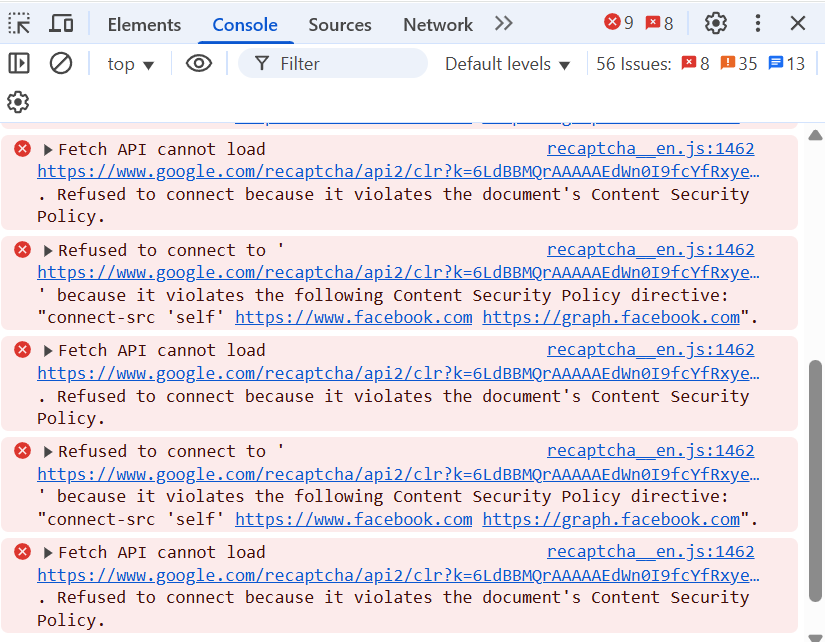 Elements Console Sources Network 9 8
top Filter Default levels 56 Issues: 8 35 13
Fetch API cannot load recaptcha__en.js:1462
https://www.google.com/recaptcha/api2/clr?k=6LdBBMQrAAAAAEdWn0I9fcYfRxye…
. Refused to connect because it violates the document's Content Security
Policy.
Refused to connect to ' recaptcha__en.js:1462
https://www.google.com/recaptcha/api2/clr?k=6LdBBMQrAAAAAEdWn0I9fcYfRxye…
' because it violates the following Content Security Policy directive:
"connect-src 'self' https://www.facebook.com https://graph.facebook.com".
Fetch API cannot load recaptcha__en.js:1462
https://www.google.com/recaptcha/api2/clr?k=6LdBBMQrAAAAAEdWn0I9fcYfRxye…
. Refused to connect because it violates the document's Content Security
Policy.
Refused to connect to ' recaptcha__en.js:1462
https://www.google.com/recaptcha/api2/clr?k=6LdBBMQrAAAAAEdWn0I9fcYfRxye…
' because it violates the following Content Security Policy directive:
"connect-src 'self' https://www.facebook.com https://graph.facebook.com".
Fetch API cannot load recaptcha__en.js:1462
https://www.google.com/recaptcha/api2/clr?k=6LdBBMQrAAAAAEdWn0I9fcYfRxye…
. Refused to connect because it violates the document's Content Security
Policy.